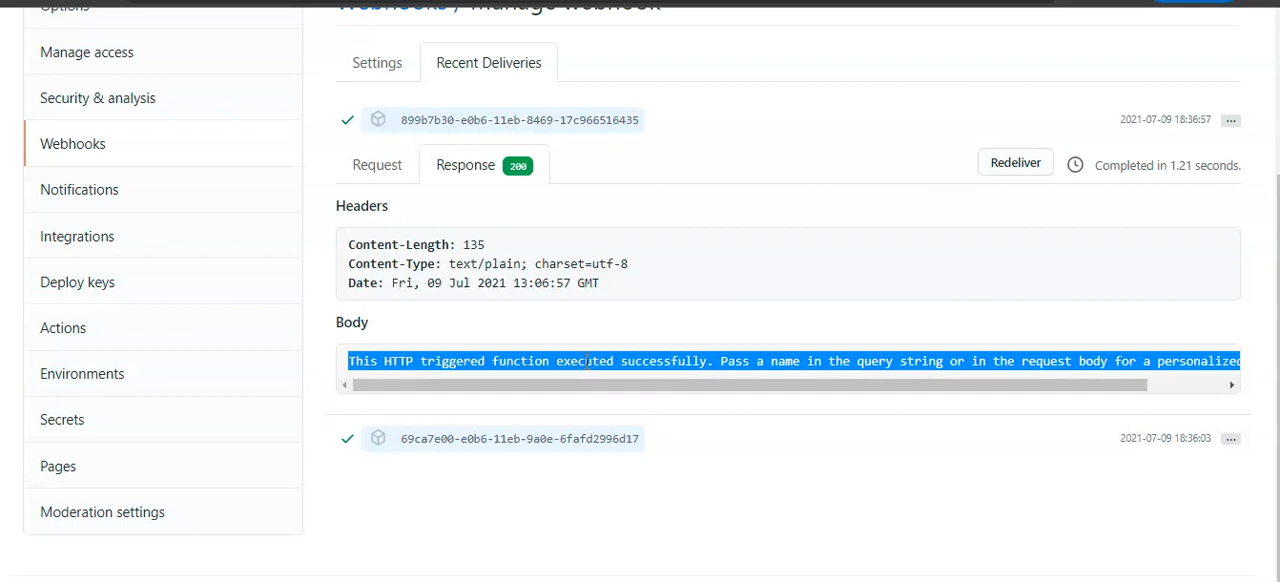 Options
Webhooks / Manage webhook
Manage access
Security & analysis
Webhooks
Notifications
Integrations
Deploy keys
Actions
Environments
Secrets
Pages
Moderation settings
Settings
Recent Deliveries
899b7b30-e0b6-11eb-8469-17c966516435
2021-07-09 18:36:57
Request
Response 200
Redeliver
Completed in 1.21 seconds.
Headers
Content-Length: 135
Content-Type: text/plain; charset=utf-8
Date: Fri, 09 Jul 2021 13:06:57 GMT
Body
This HTTP triggered function executed successfully. Pass a name in the query string or in the request body for a personalized
69ca7e00-e0b6-11eb-9a0e-6fafd2996d17
2021-07-09 18:36:03